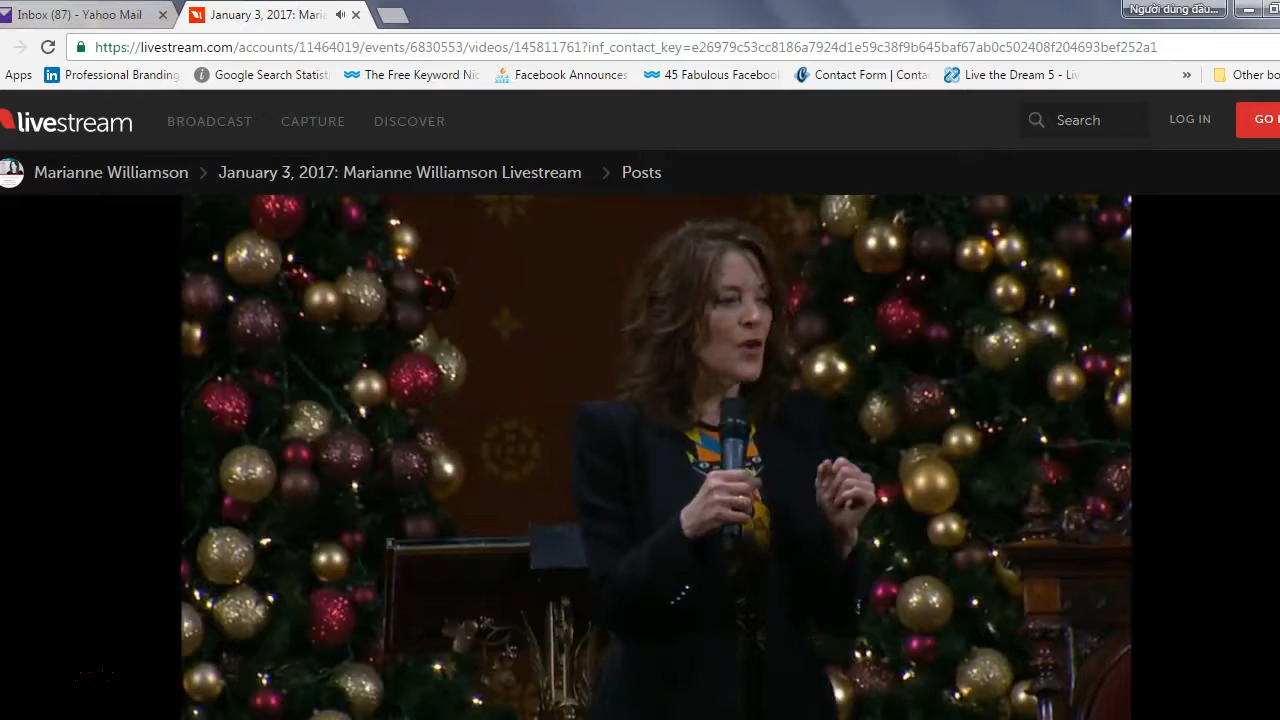 Inbox (87) - Yahoo Mail
January 3, 2017: Maria
Người dùng đầu...
https://livestream.com/accounts/11464019/events/6830553/videos/145811761?inf_contact_key=e26979c53cc8186a7924d1e59c38f9b645baf67ab0c502408f204693bef252a1
Apps Professional Branding Google Search Statist The Free Keyword Nic Facebook Announces 45 Fabulous Facebool Contact Form | Conta Live the Dream 5 - Liv » Other bo
livestream BROADCAST CAPTURE DISCOVER Search LOG IN GO
Marianne Williamson January 3, 2017: Marianne Williamson Livestream Posts